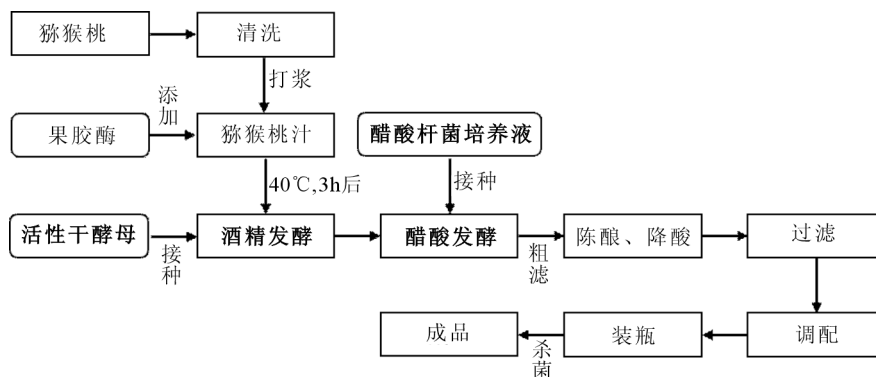 猕猴桃
清洗
打浆
果胶酶
添加
猕猴桃汁
醋酸杆菌培养液
40℃,3h后
接种
活性干酵母
接种
酒精发酵
醋酸发酵
粗滤
陈酿、降酸
过滤
成品
杀菌
装瓶
调配